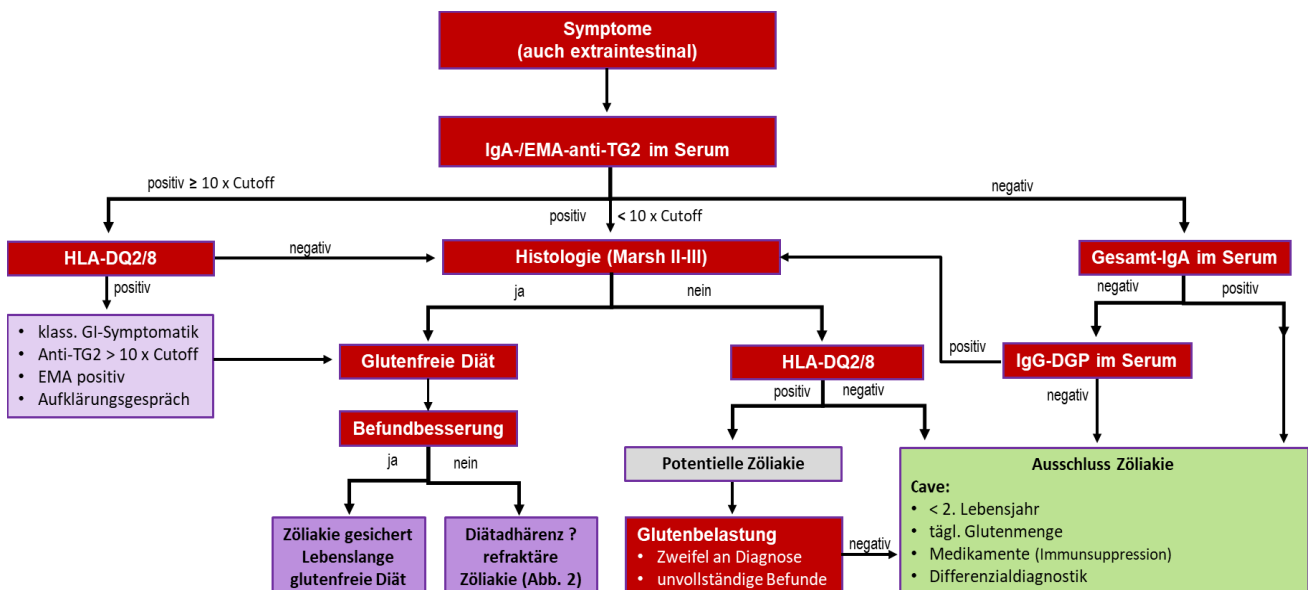 Symptome
(auch extraintestinal)
IgA-/EMA-anti-TG2 im Serum
positiv ≥ 10 x Cutoff
positiv
< 10 x Cutoff
negativ
HLA-DQ2/8
negativ
Histologie (Marsh II-III)
Gesamt-IgA im Serum
positiv
ja
nein
negativ
positiv
• klass. GI-Symptomatik
• Anti-TG2 > 10 x Cutoff
• EMA positiv
• Aufklärungsgespräch
Glutenfreie Diät
HLA-DQ2/8
positiv
IgG-DGP im Serum
positiv
negativ
negativ
Befundbesserung
ja
nein
Potentielle Zöliakie
Ausschluss Zöliakie
Cave:
• < 2. Lebensjahr
• tägl. Glutenmenge
• Medikamente (Immunsuppression)
• Differenzialdiagnostik
Zöliakie gesichert
Lebenslange
glutenfreie Diät
Diätadhärenz ?
refraktäre
Zöliakie (Abb. 2)
Glutenbelastung
• Zweifel an Diagnose
• unvollständige Befunde
negativ